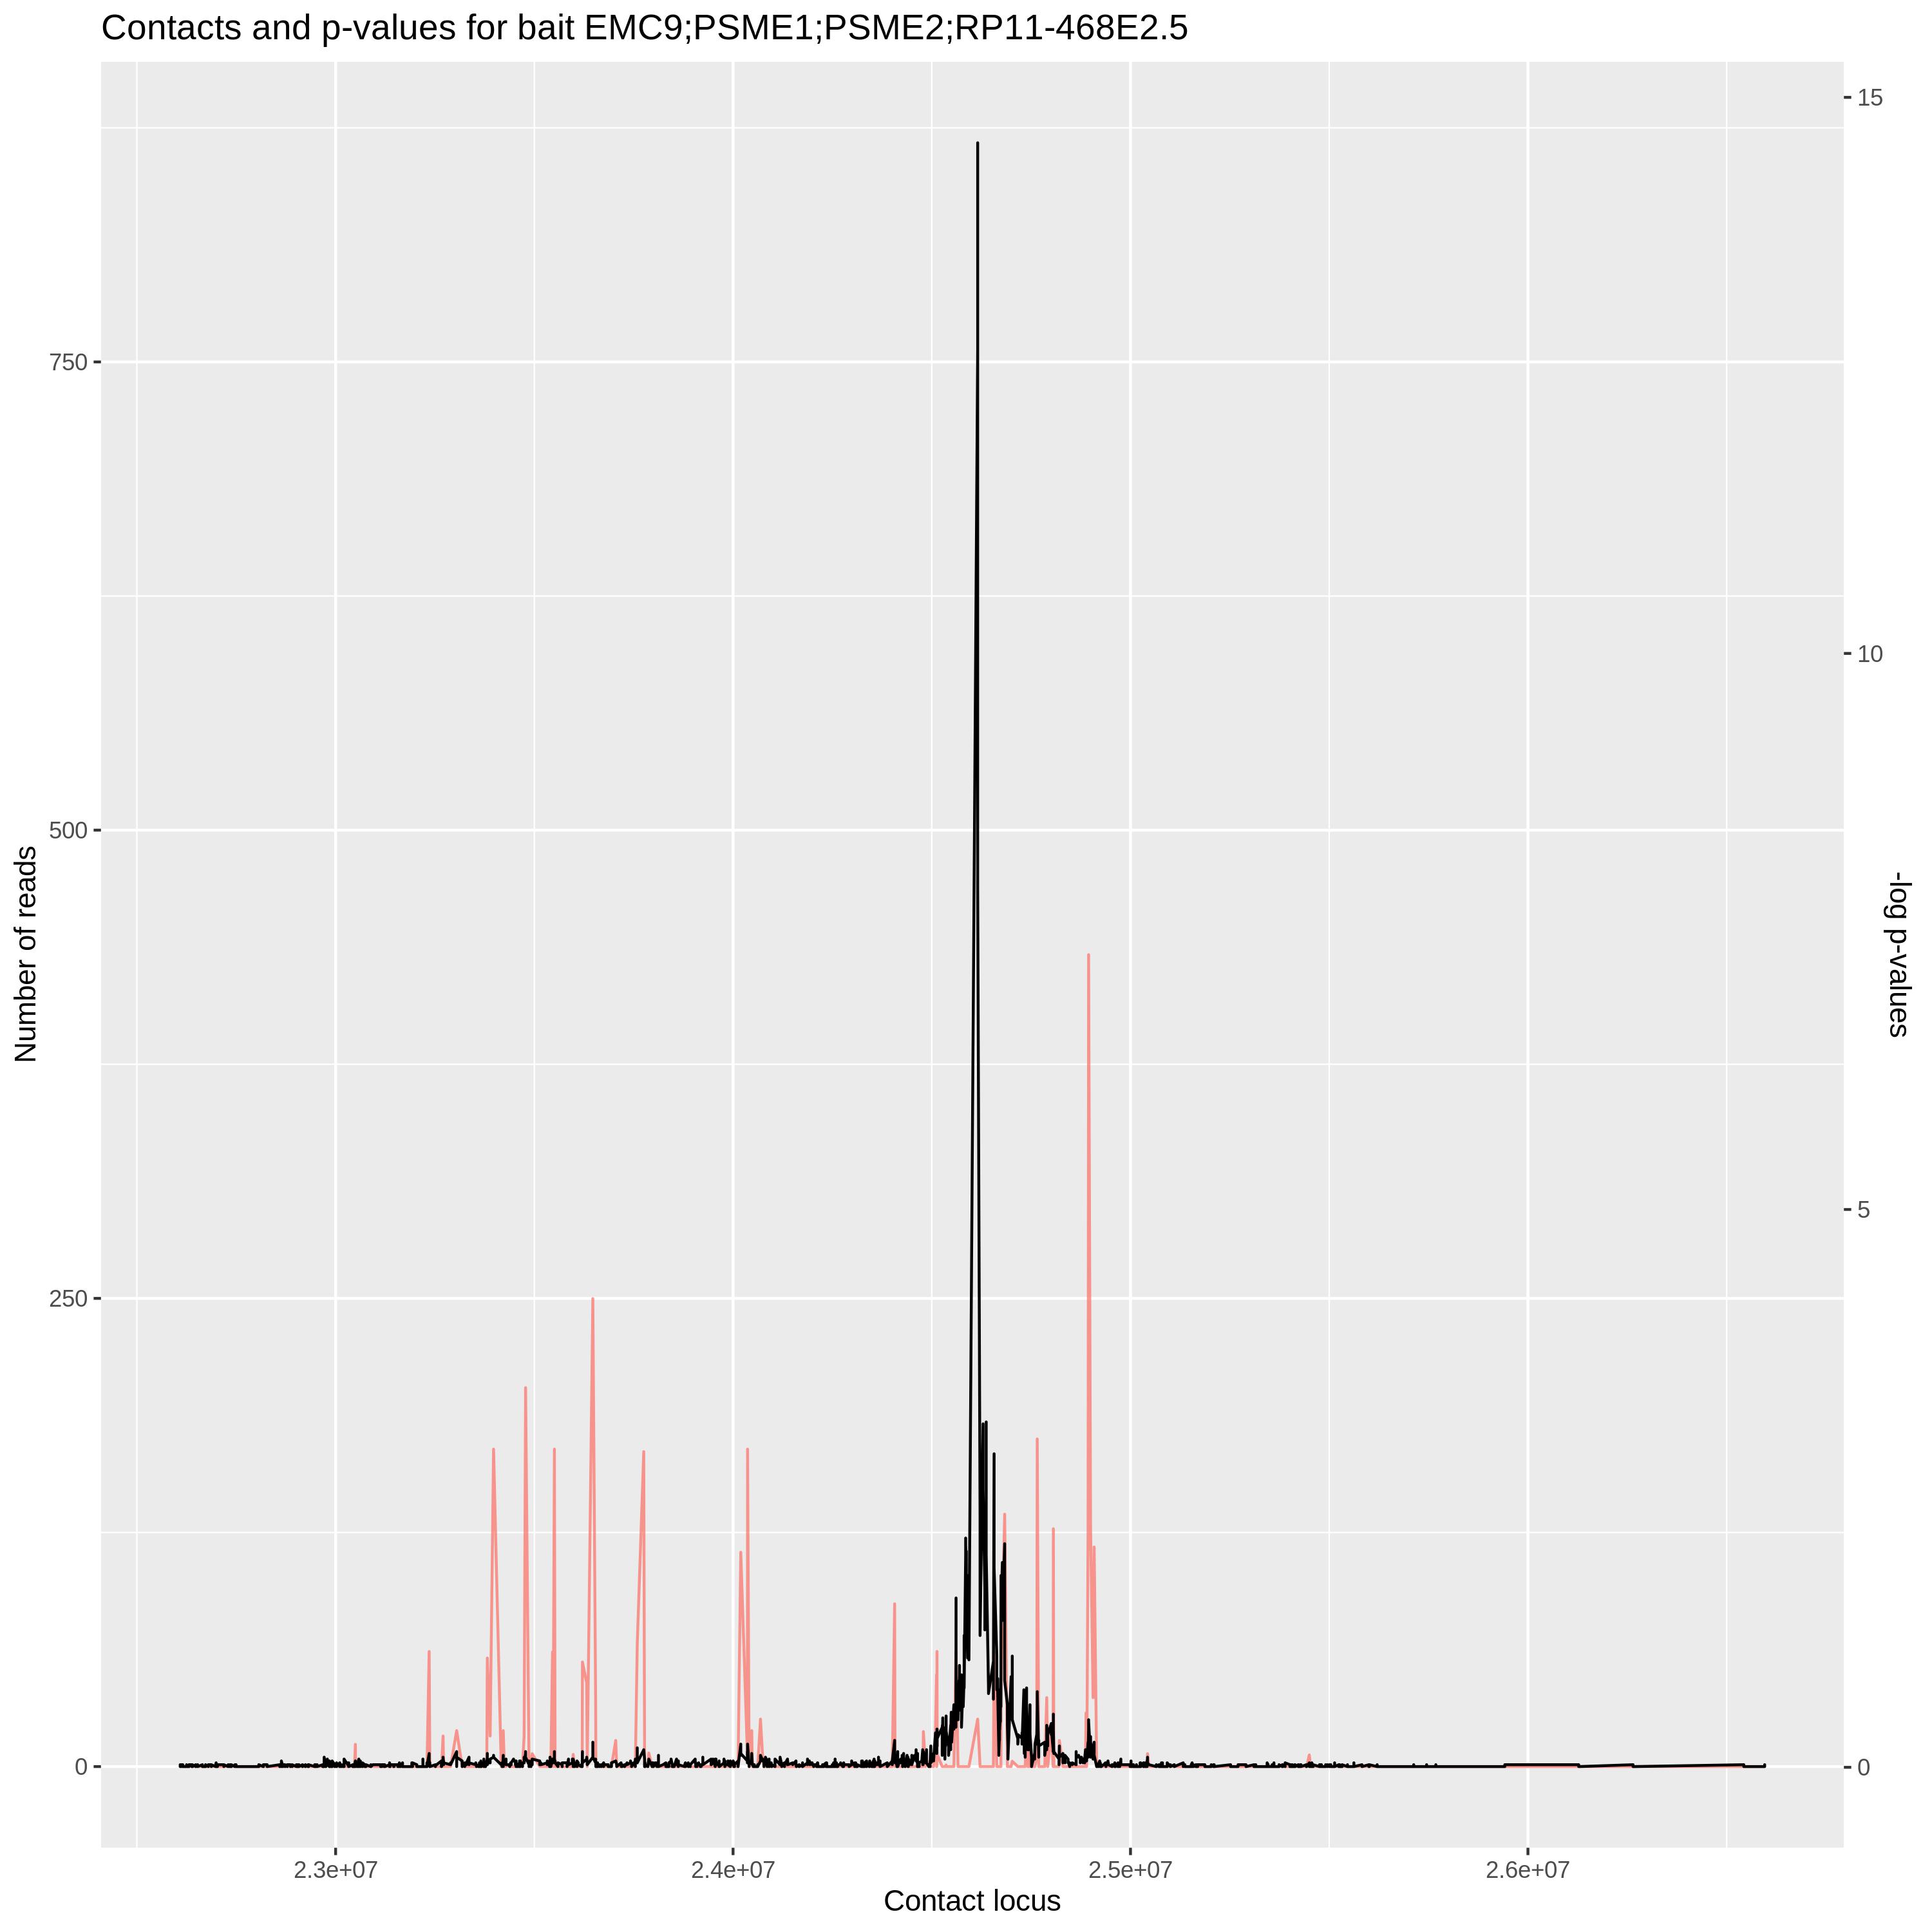 Contacts and p-values for bait EMC9;PSME1;PSME2;RP11-468E2.5
15
750
10
500
Number of reads
-log p-values
5
250
0
0
2.3e+07
2.4e+07
2.5e+07
2.6e+07
Contact locus